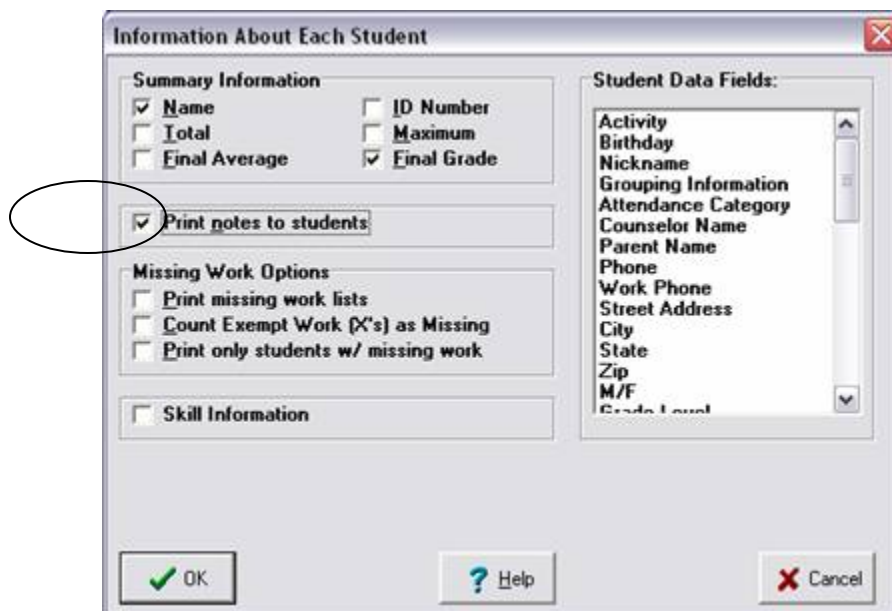 Information About Each Student
Summary Information
Name
ID Number
Total
Maximum
Final Average
Final Grade
Print notes to students
Missing Work Options
Print missing work lists
Count Exempt Work (X's) as Missing
Print only students w/ missing work
Skill Information
Student Data Fields:
Activity
Birthday
Nickname
Grouping Information
Attendance Category
Counselor Name
Parent Name
Phone
Work Phone
Street Address
City
State
Zip
M/F
Grade Level
OK
Help
Cancel